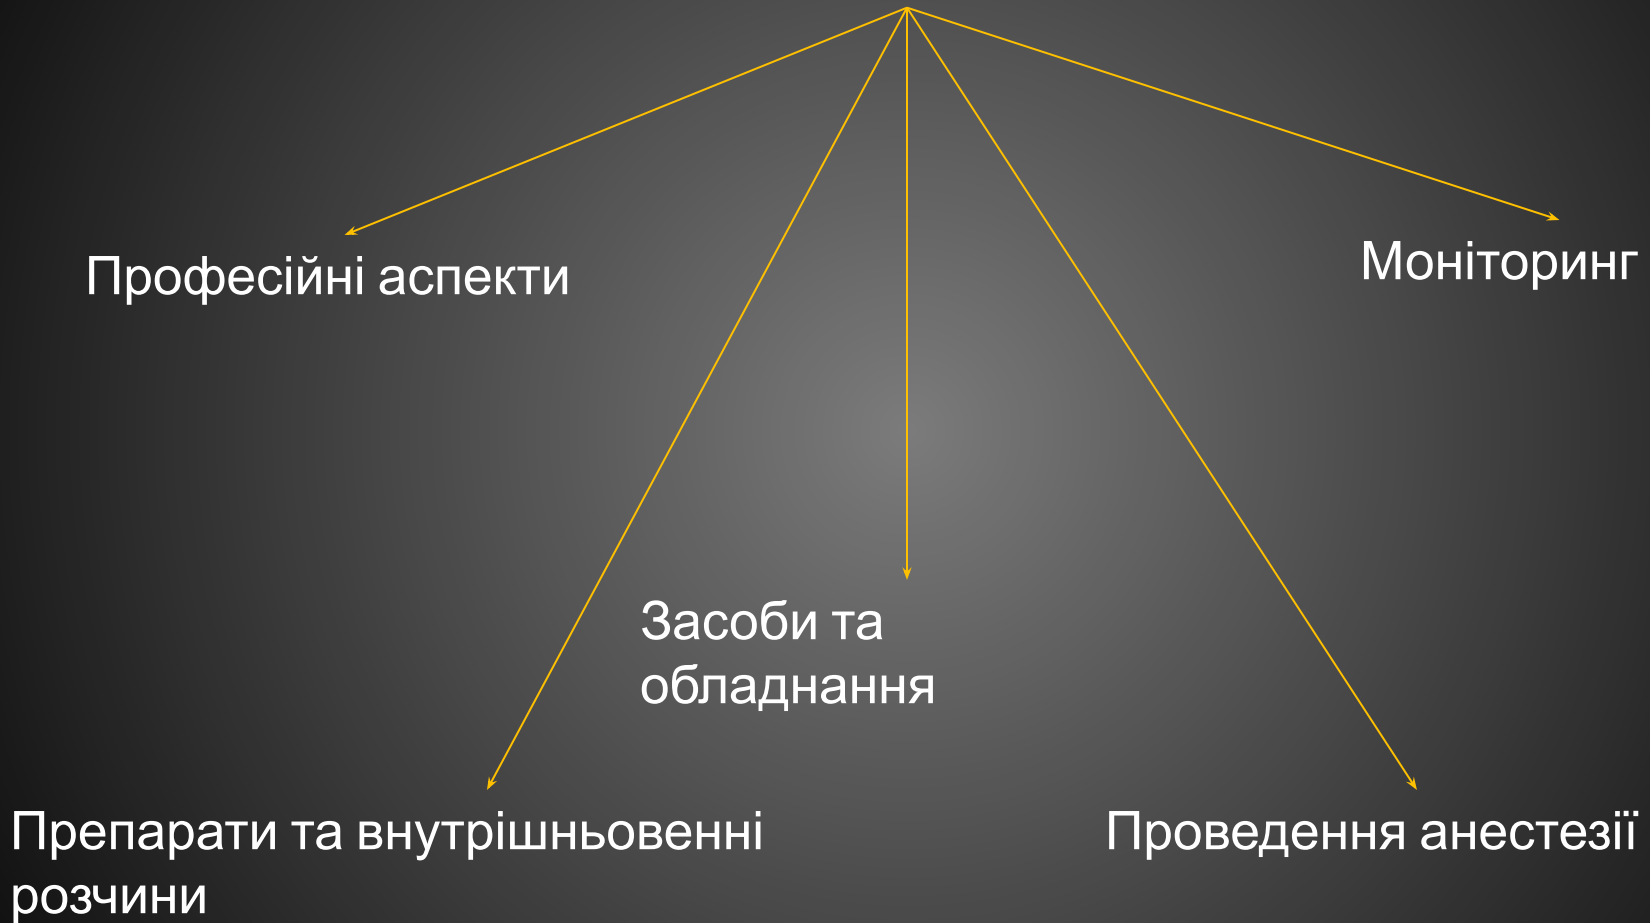 Професійні аспекти
Моніторинг
Засоби та
обладнання
Препарати та внутрішньовенні
розчини
Проведення анестезії